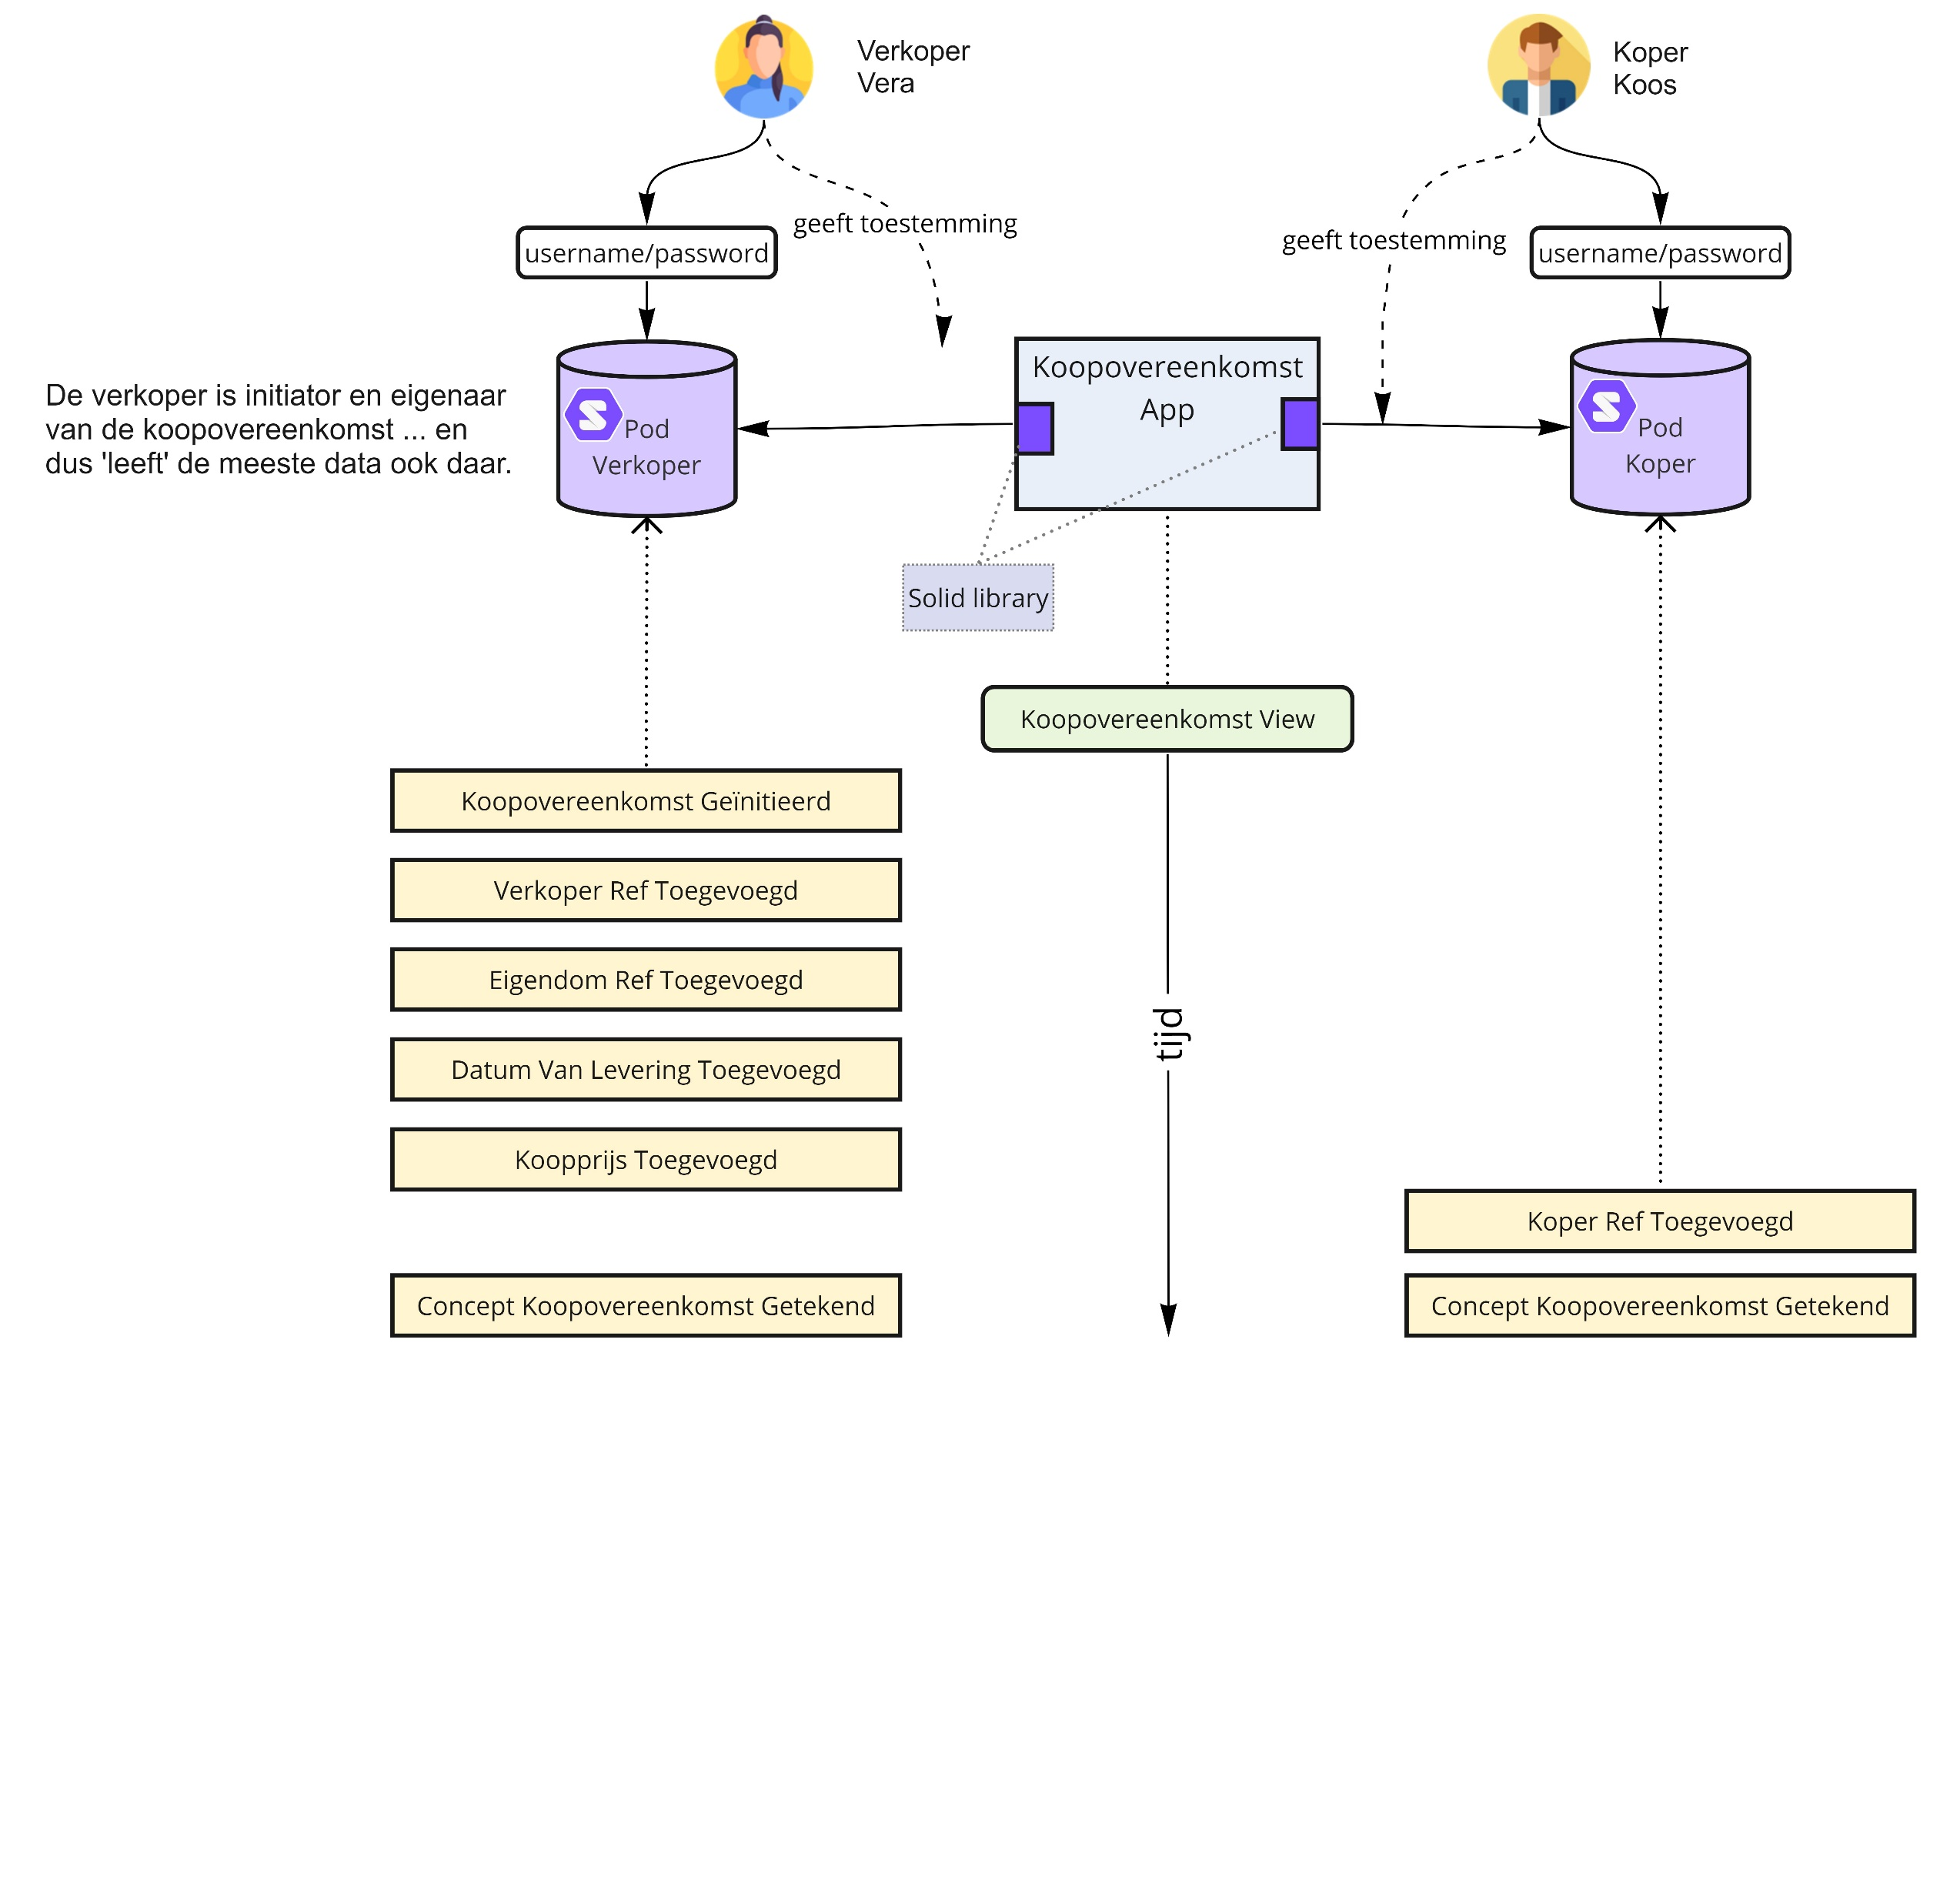 Verkoper
Vera
Koper
Koos
geeft toestemming
geeft toestemming
username/password
username/password
Koopovereenkomst
App
De verkoper is initiator en eigenaar
van de koopovereenkomst ... en
dus 'leeft' de meeste data ook daar.
Pod
Verkoper
Pod
Koper
Solid library
Koopovereenkomst View
Koopovereenkomst Geïnitieerd
Verkoper Ref Toegevoegd
Eigendom Ref Toegevoegd
tijd
Datum Van Levering Toegevoegd
Koopprijs Toegevoegd
Koper Ref Toegevoegd
Concept Koopovereenkomst Getekend
Concept Koopovereenkomst Getekend